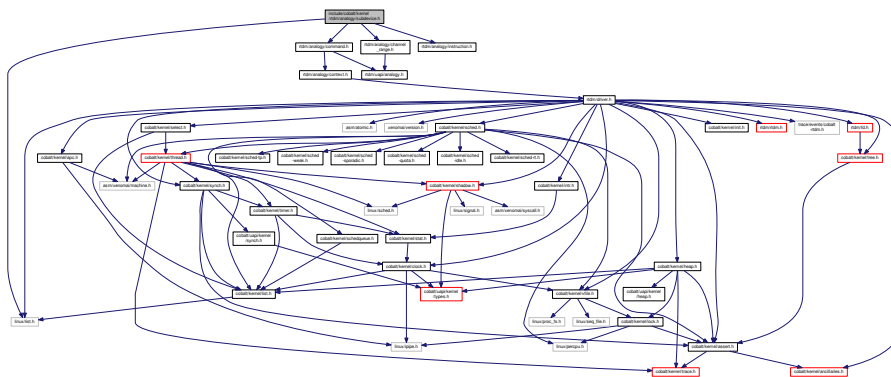 include/cobalt/kernel
/rtdm/analogy/subdevice.h
rtdm/analogy/command.h
rtdm/analogy/channel
_range.h
rtdm/analogy/instruction.h
rtdm/analogy/context.h
rtdm/uapi/analogy.h
rtdm/driver.h
cobalt/kernel/select.h
asm/atomic.h
xenomai/version.h
cobalt/kernel/sched.h
cobalt/kernel/init.h
rtdm/rtdm.h
trace/events/cobalt
-rtdm.h
rtdm/fd.h
cobalt/kernel/apc.h
cobalt/kernel/thread.h
cobalt/kernel/sched-tp.h
cobalt/kernel/sched
-weak.h
cobalt/kernel/sched
-sporadic.h
cobalt/kernel/sched
-quota.h
cobalt/kernel/sched
-idle.h
cobalt/kernel/sched-rt.h
cobalt/kernel/tree.h
asm/xenomai/machine.h
cobalt/kernel/synch.h
cobalt/kernel/shadow.h
cobalt/kernel/intr.h
cobalt/kernel/timer.h
linux/sched.h
linux/signal.h
asm/xenomai/syscall.h
cobalt/uapi/kernel
/synch.h
cobalt/kernel/schedqueue.h
cobalt/kernel/stat.h
cobalt/kernel/clock.h
cobalt/kernel/heap.h
cobalt/kernel/list.h
cobalt/uapi/kernel
/types.h
cobalt/kernel/vfile.h
cobalt/uapi/kernel
/heap.h
linux/list.h
linux/proc_fs.h
linux/seq_file.h
cobalt/kernel/lock.h
linux/ipipe.h
linux/percpu.h
cobalt/kernel/assert.h
cobalt/kernel/trace.h
cobalt/kernel/ancillaries.h